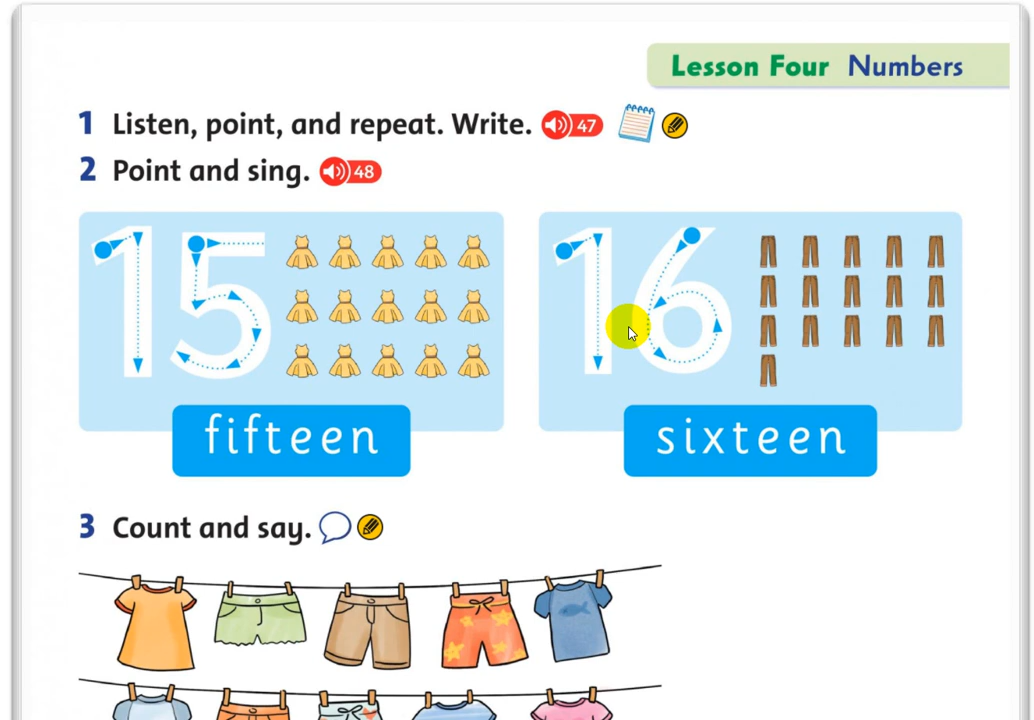 Lesson Four Numbers
1 Listen, point, and repeat. Write. 47
2 Point and sing. 48
15
16
fifteen
sixteen
3 Count and say.